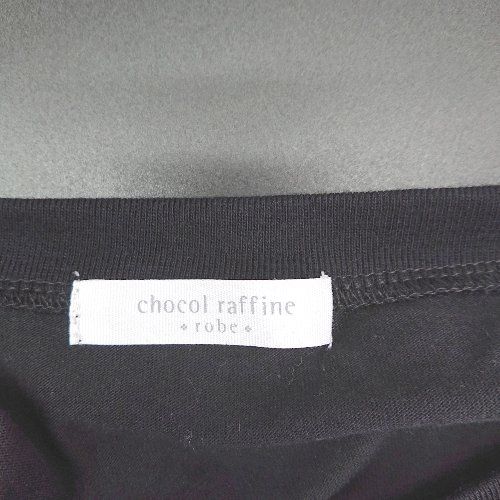 chocol raffine
❖ robe ❖